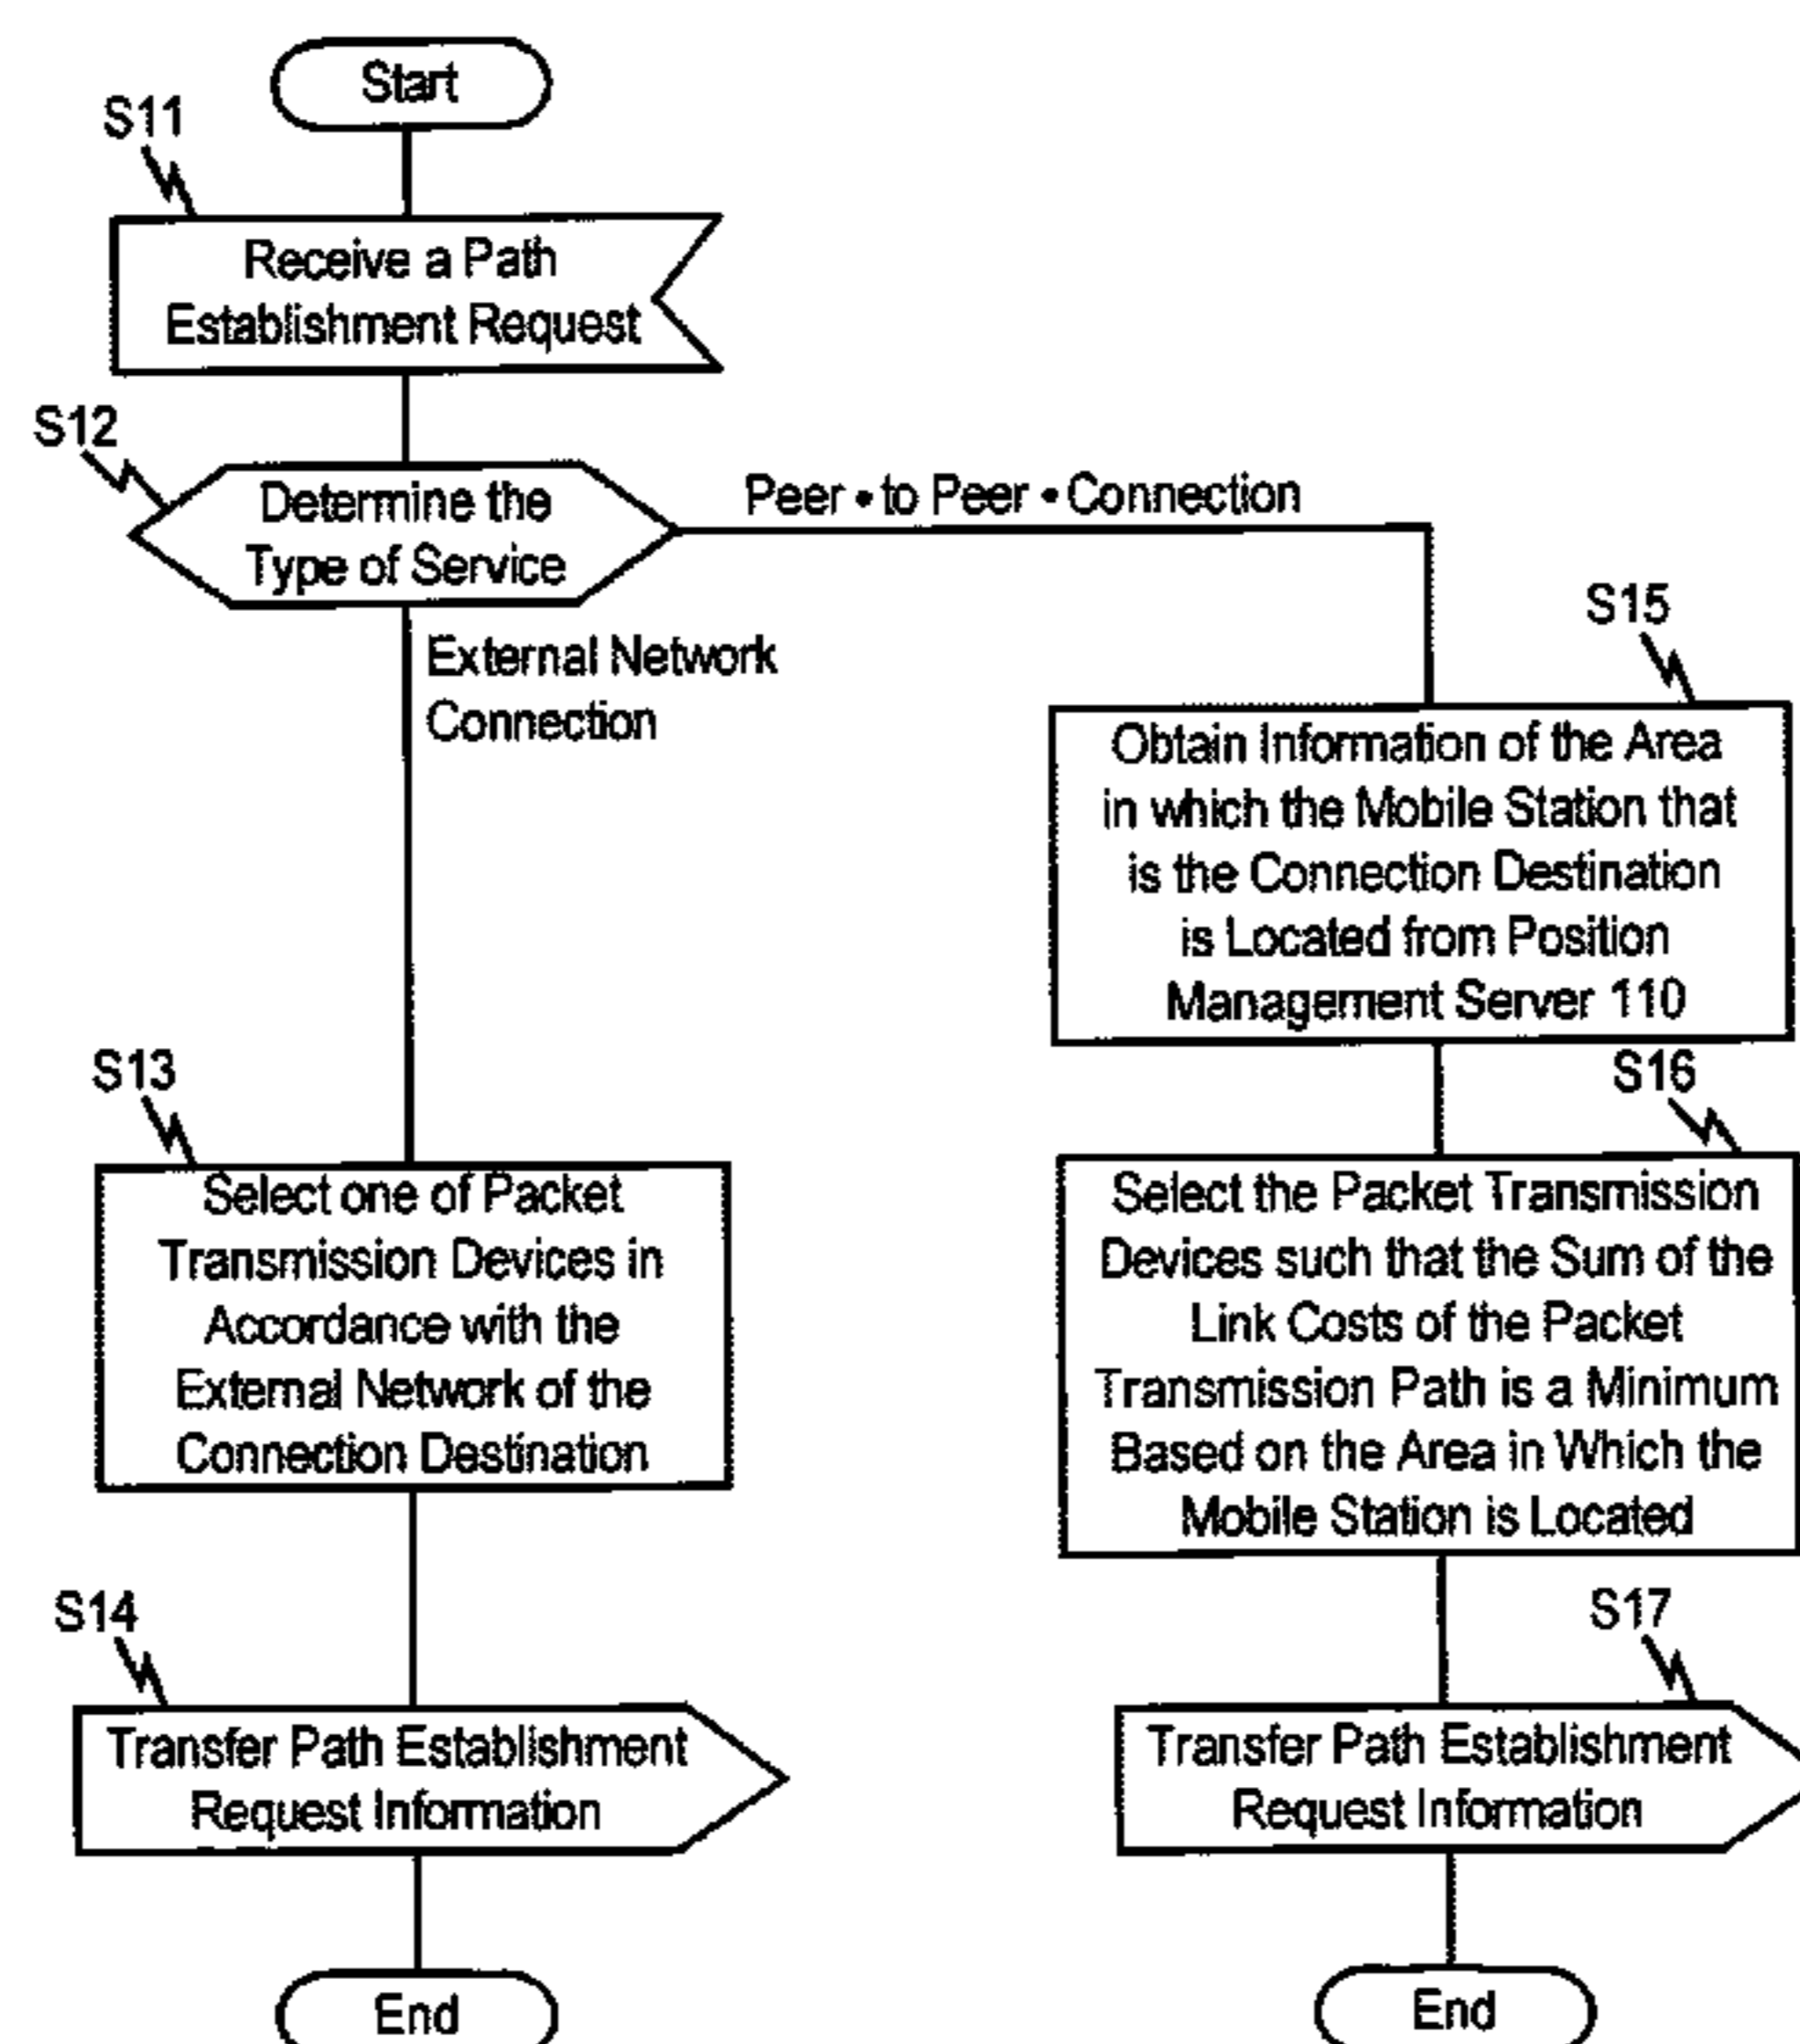 Start
S11
Receive a Path
Establishment Request
S12
Determine the
Type of Service
Peer • to Peer • Connection
External Network
Connection
S15
Obtain Information of the Area
in which the Mobile Station that
is the Connection Destination
is Located from Position
Management Server 110
S13
Select one of Packet
Transmission Devices in
Accordance with the
External Network of the
Connection Destination
S16
Select the Packet Transmission
Devices such that the Sum of the
Link Costs of the Packet
Transmission Path is a Minimum
Based on the Area in Which the
Mobile Station is Located
S14
Transfer Path Establishment
Request Information
S17
Transfer Path Establishment
Request Information
End
End